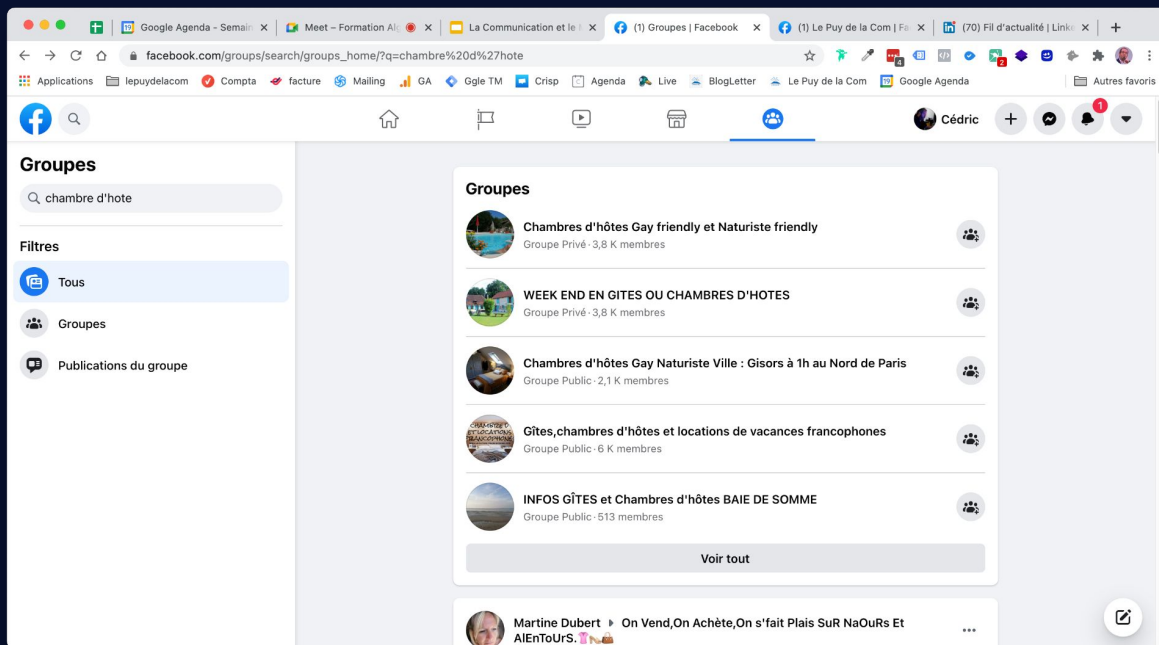 Google Agenda - Semain
Meet – Formation Alg
La Communication et le
(1) Groupes | Facebook
(1) Le Puy de la Com | Fa
(70) Fil d'actualité | Linke
facebook.com/groups/search/groups_home/?q=chambre%20d%27hote
Applications
lepuydelacom
Compta
facture
Mailing
GA
Ggle TM
Crisp
Agenda
Live
BlogLetter
Le Puy de la Com
Google Agenda
Autres favoris
Cédric
1
Groupes
chambre d'hote
Filtres
Tous
Groupes
Publications du groupe
Groupes
Chambres d'hôtes Gay friendly et Naturiste friendly
Groupe Privé · 3,8 K membres
WEEK END EN GITES OU CHAMBRES D'HOTES
Groupe Privé · 3,8 K membres
Chambres d'hôtes Gay Naturiste Ville : Gisors à 1h au Nord de Paris
Groupe Public · 2,1 K membres
Gîtes,chambres d'hôtes et locations de vacances francophones
Groupe Public · 6 K membres
INFOS GÎTES et Chambres d'hôtes BAIE DE SOMME
Groupe Public · 513 membres
Voir tout
Martine Dubert ▶ On Vend,On Achète,On s'fait Plais SuR NaOuRs Et
AlEnToUrS.👚👡👜